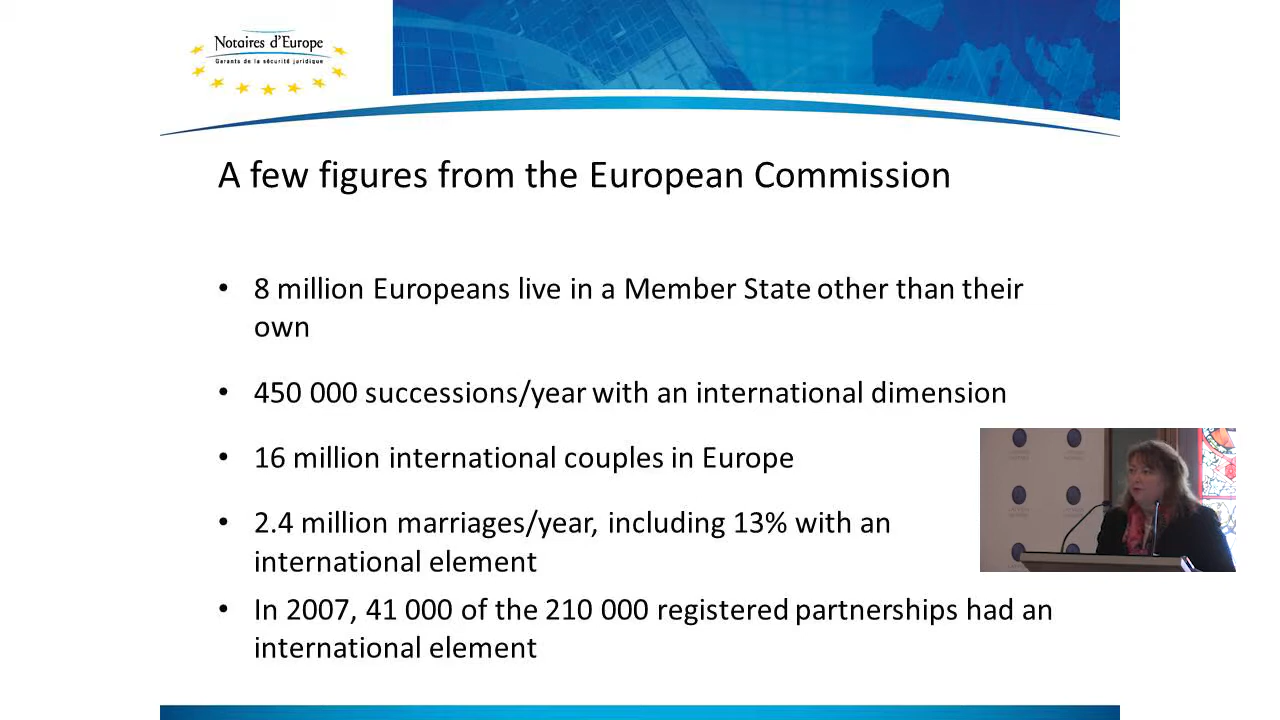 Notaires d'Europe
Garants de la sécurité juridique
A few figures from the European Commission
• 8 million Europeans live in a Member State other than their
own
• 450 000 successions/year with an international dimension
• 16 million international couples in Europe
• 2.4 million marriages/year, including 13% with an
international element
• In 2007, 41 000 of the 210 000 registered partnerships had an
international element